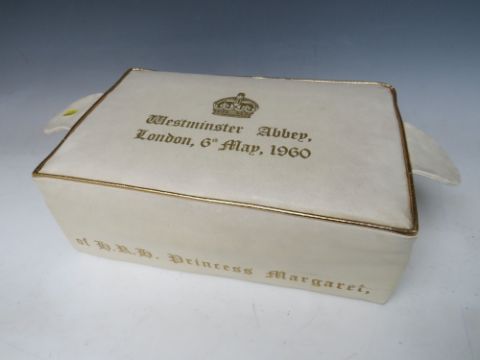 Westminster Abbey,
London, 6th May, 1960
of H.R.H. Princess Margaret,